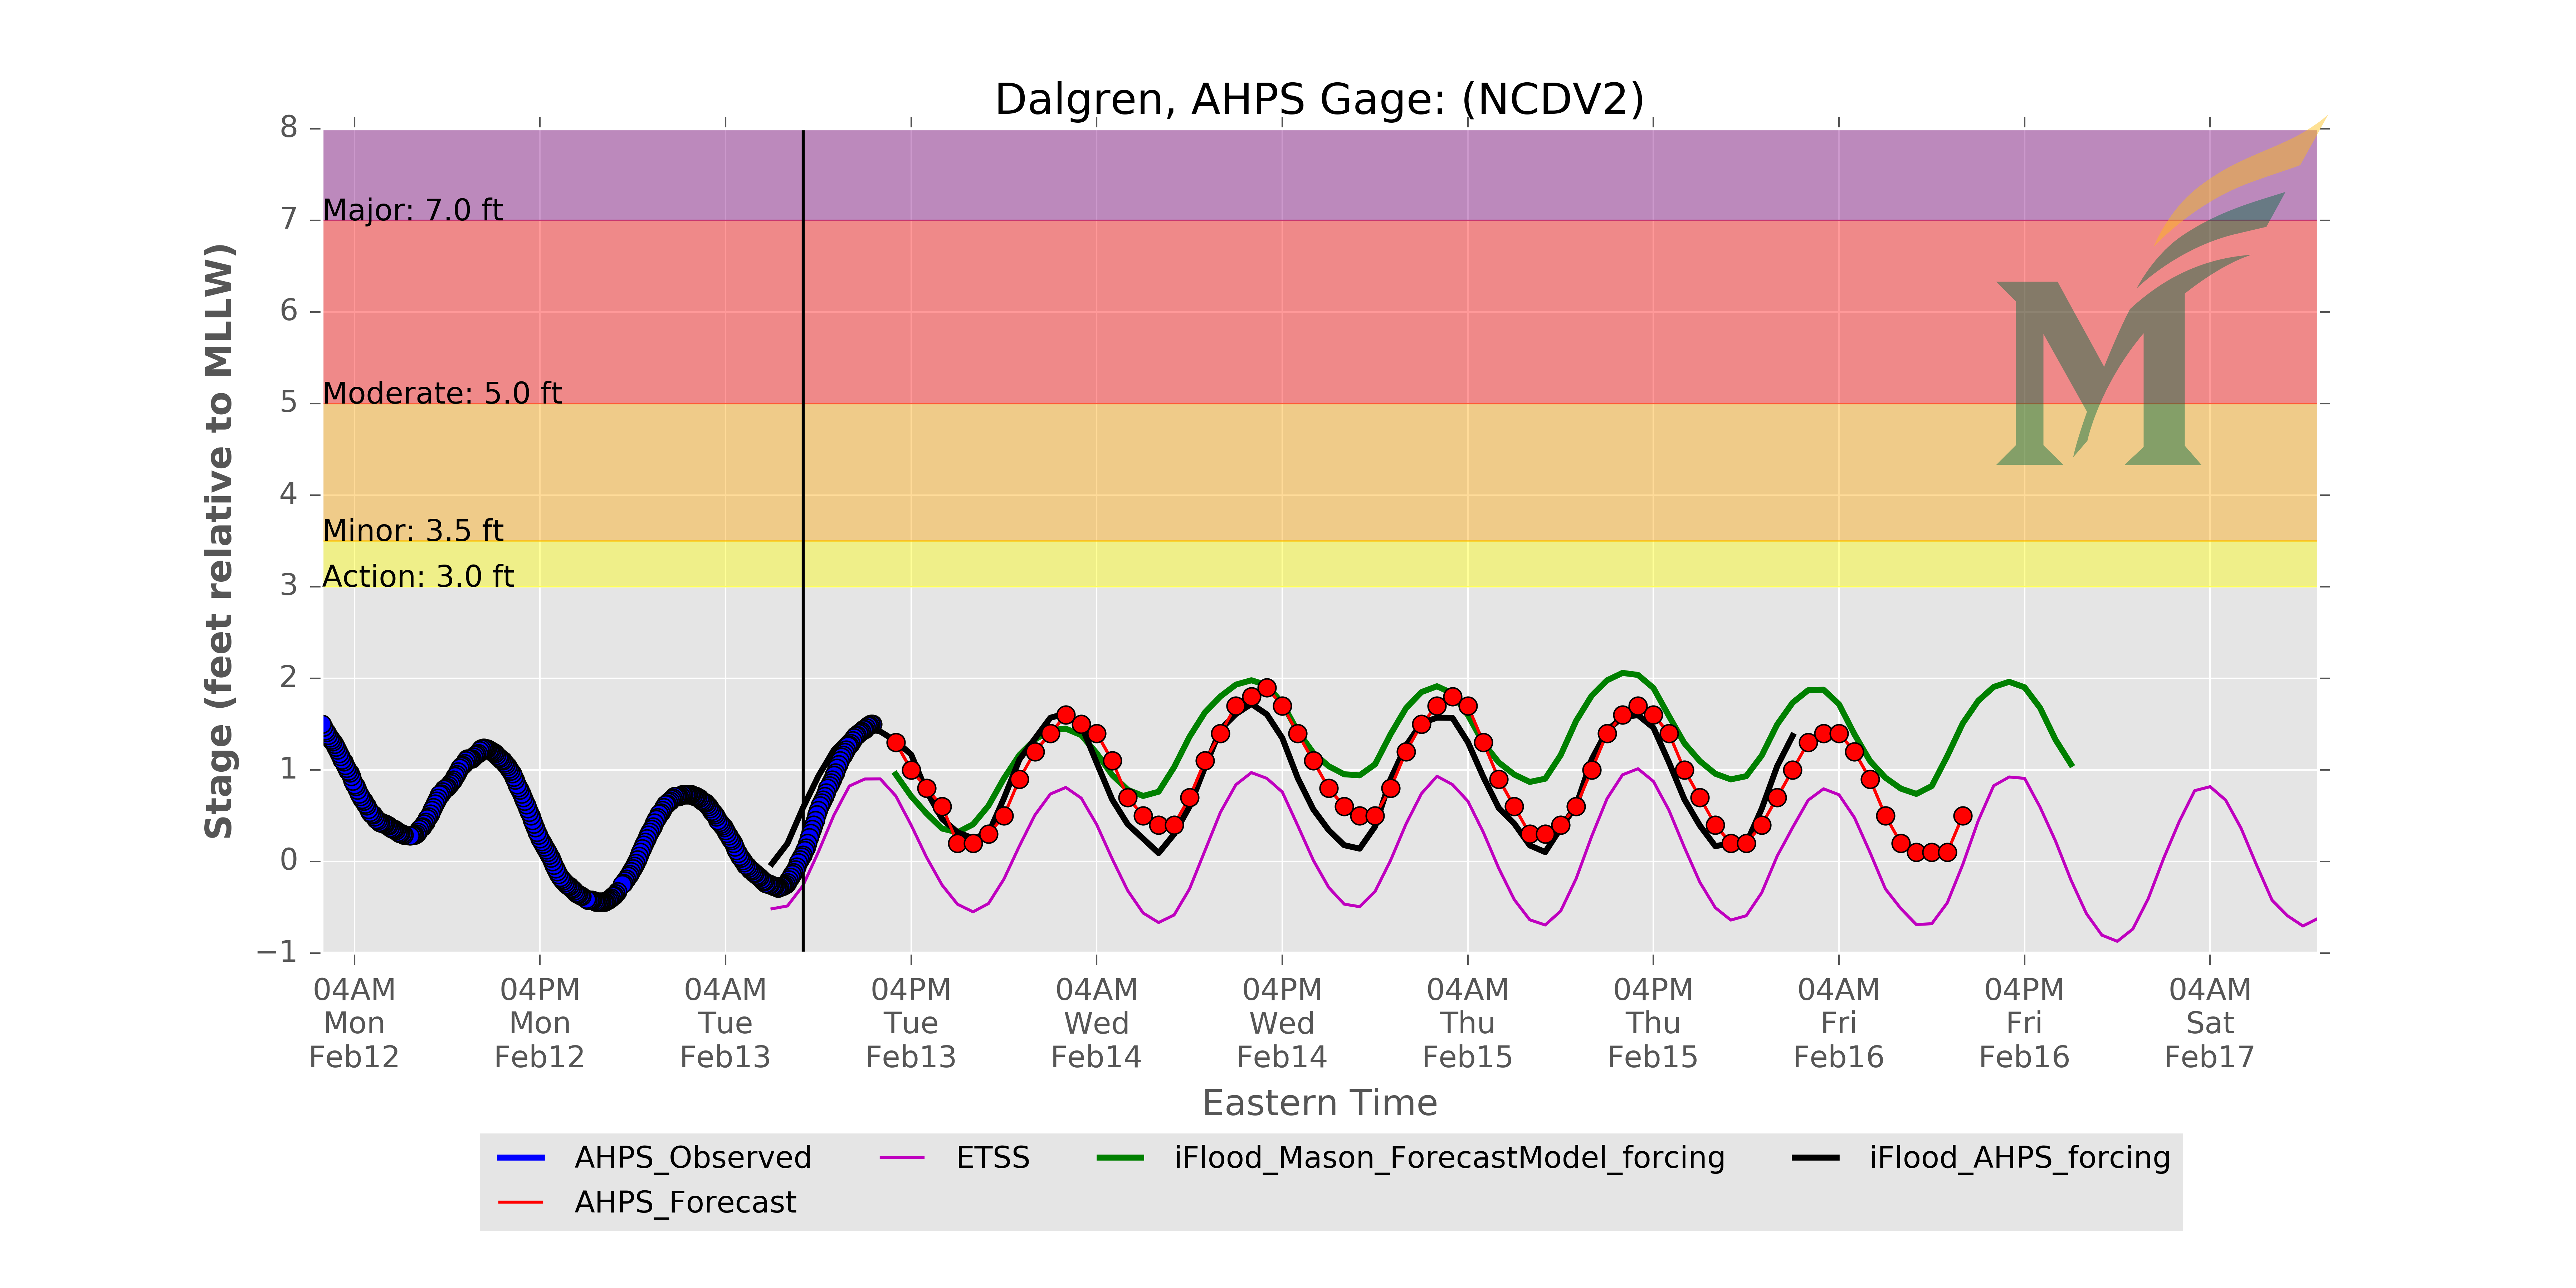 Dalgren, AHPS Gage: (NCDV2)
Stage (feet relative to MLLW)
8
7
6
5
4
3
2
1
0
−1
Major: 7.0 ft
Moderate: 5.0 ft
Minor: 3.5 ft
Action: 3.0 ft
M
04AM 04PM 04AM 04PM 04AM 04PM 04AM 04PM 04AM 04PM 04AM
Mon Mon Tue Tue Wed Wed Thu Thu Fri Fri Sat
Feb12 Feb12 Feb13 Feb13 Feb14 Feb14 Feb15 Feb15 Feb16 Feb16 Feb17
Eastern Time
AHPS_Observed ETSS iFlood_Mason_ForecastModel_forcing iFlood_AHPS_forcing
AHPS_Forecast